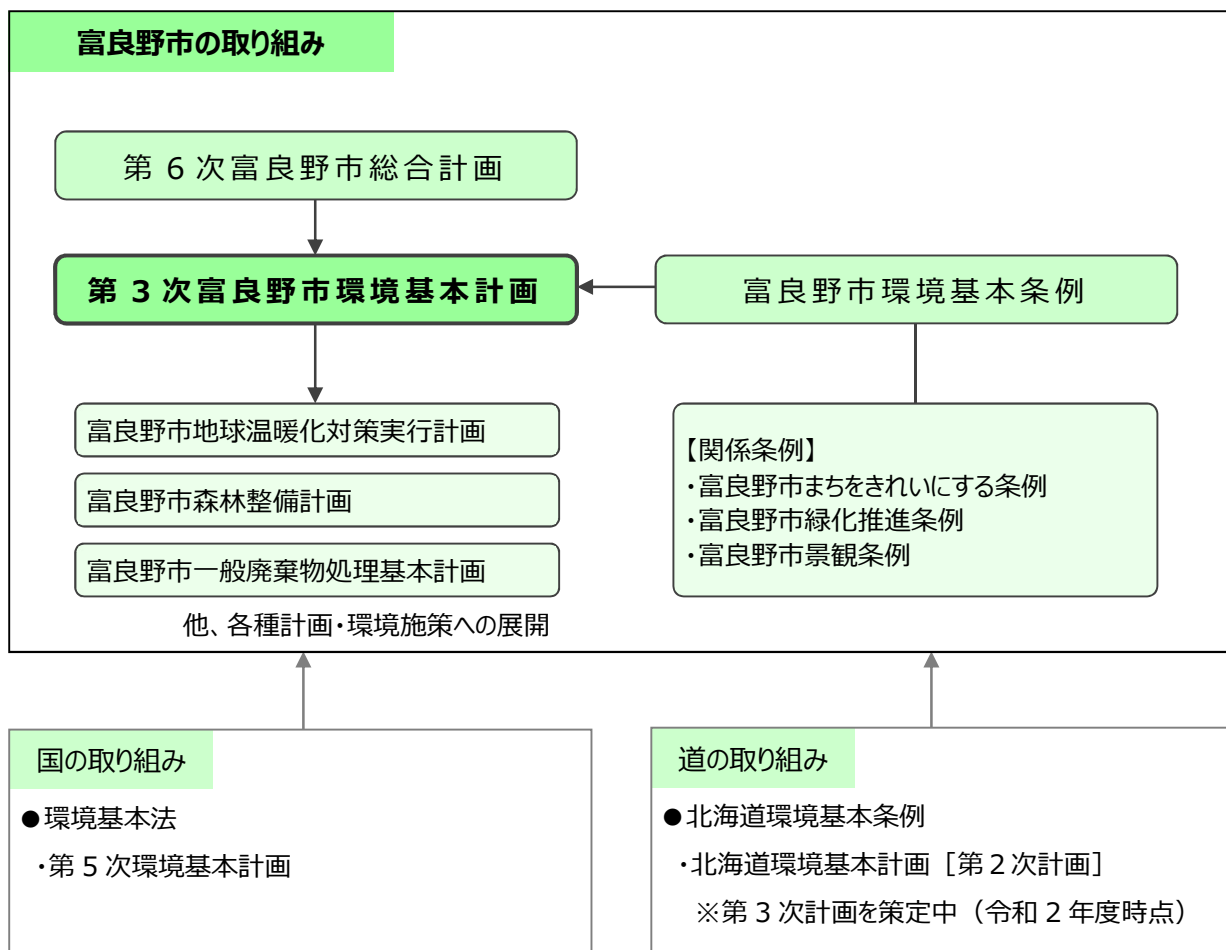 富良野市の取り組み
第6次富良野市総合計画
第3次富良野市環境基本計画
富良野市環境基本条例
富良野市地球温暖化対策実行計画
富良野市森林整備計画
富良野市一般廃棄物処理基本計画
他、各種計画・環境施策への展開
【関係条例】
・富良野市まちをきれいにする条例
・富良野市緑化推進条例
・富良野市景観条例
国の取り組み
●環境基本法
・第5次環境基本計画
道の取り組み
●北海道環境基本条例
・北海道環境基本計画［第2次計画］
※第3次計画を策定中（令和2年度時点）